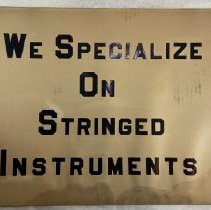 We Specialize
On
Stringed
Instruments